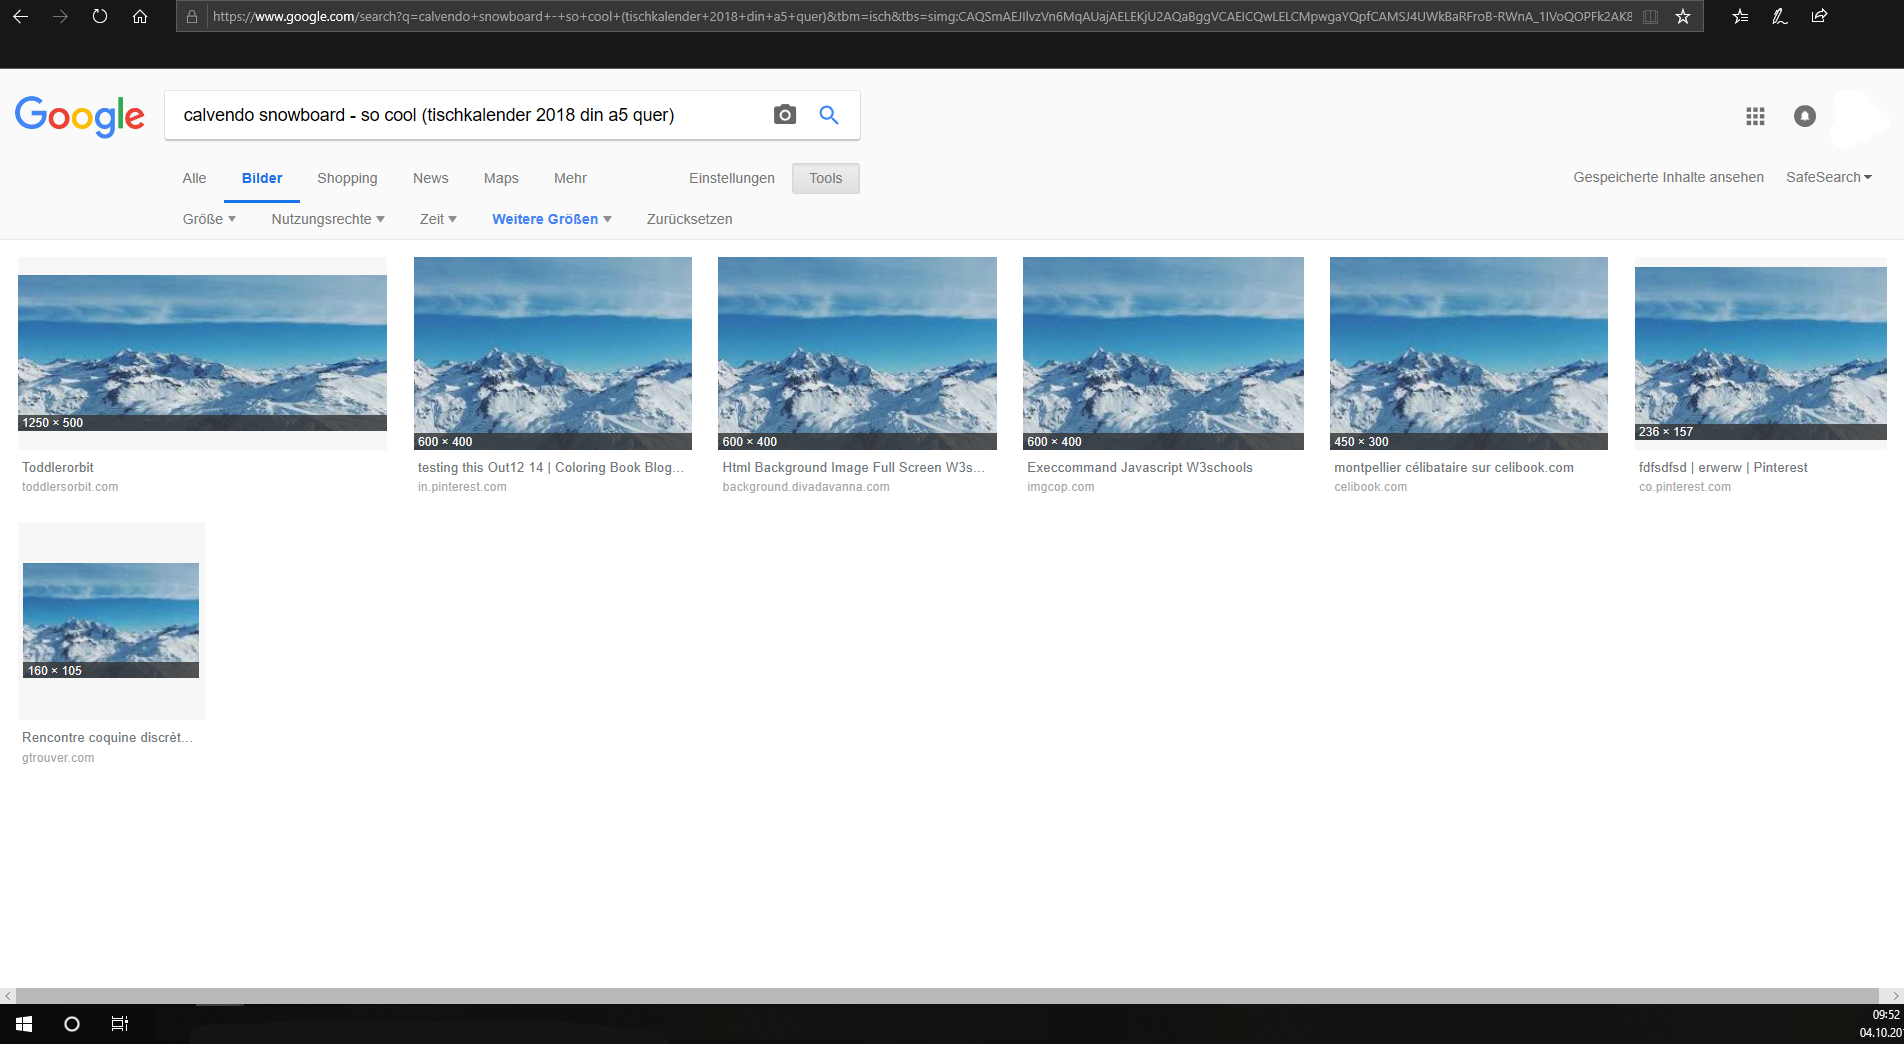 https://www.google.com/search?q=calvendo+snowboard+-+so+cool+(tischkalender+2018+din+a5+quer)&tbm=isch&tbs=simg:
Google
calvendo snowboard - so cool (tischkalender 2018 din a5 quer)
Alle Bilder Shopping News Maps Mehr Einstellungen Tools
Gespeicherte Inhalte ansehen SafeSearch
Größe Nutzungsrechte Zeit Weitere Größen Zurücksetzen
1250 × 500
600 × 400
600 × 400
600 × 400
450 × 300
236 × 157
Toddlerorbit
toddlersorbit.com
testing this Out12 14 | Coloring Book Blog...
in.pinterest.com
Html Background Image Full Screen W3s...
background.divadavanna.com
Execcommand Javascript W3schools
imgcop.com
montpellier célibataire sur celibook.com
celibook.com
fdfsdfsd | erwerw | Pinterest
co.pinterest.com
160 × 105
Rencontre coquine discrèt...
gtrouver.com
09:52
04.10.20